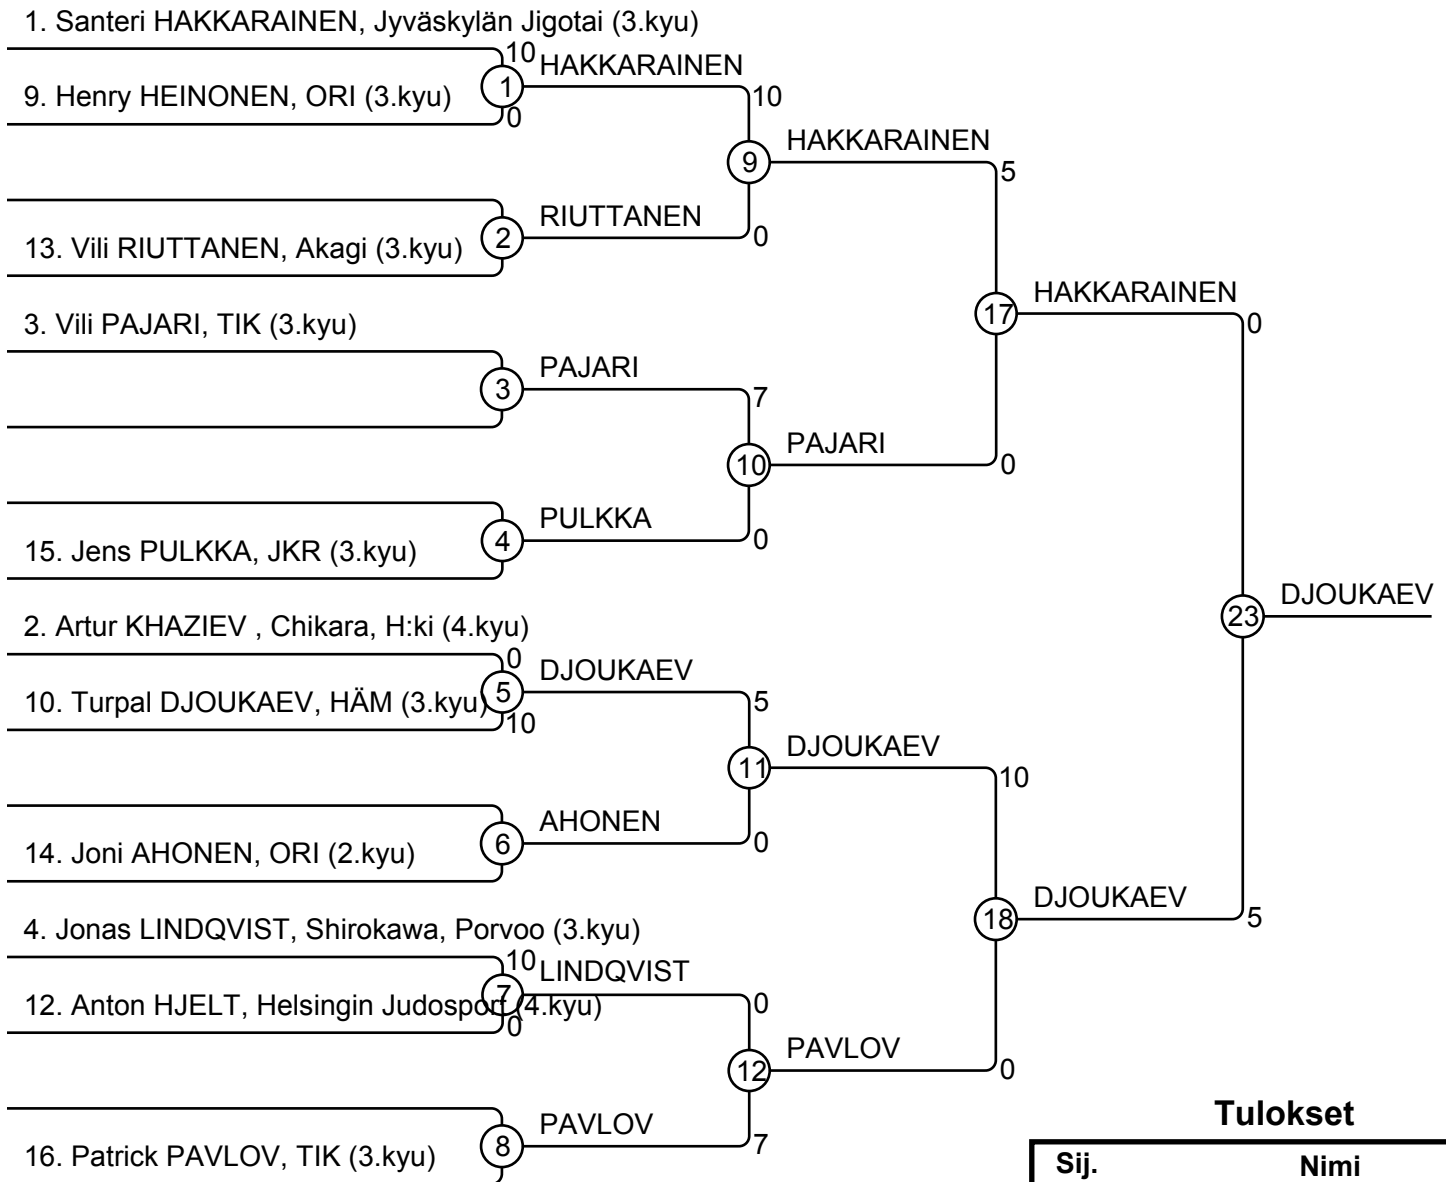 1. Santeri HAKKARAINEN, Jyväskylän Jigotai (3.kyu)
10
HAKKARAINEN
9. Henry HEINONEN, ORI (3.kyu)
1
0
10
HAKKARAINEN
9
5
RIUTTANEN
13. Vili RIUTTANEN, Akagi (3.kyu)
2
0
HAKKARAINEN
17
0
3. Vili PAJARI, TIK (3.kyu)
PAJARI
3
7
PAJARI
10
0
PULKKA
15. Jens PULKKA, JKR (3.kyu)
4
0
DJOUKAEV
23
2. Artur KHAZIEV , Chikara, H:ki (4.kyu)
0
DJOUKAEV
10. Turpal DJOUKAEV, HÄM (3.kyu)
5
10
5
DJOUKAEV
11
10
AHONEN
14. Joni AHONEN, ORI (2.kyu)
6
0
DJOUKAEV
18
5
4. Jonas LINDQVIST, Shirokawa, Porvoo (3.kyu)
10
LINDQVIST
12. Anton HJELT, Helsingin Judosport (4.kyu)
7
0
0
PAVLOV
12
0
PAVLOV
16. Patrick PAVLOV, TIK (3.kyu)
8
7
Tulokset
Sij. Nimi